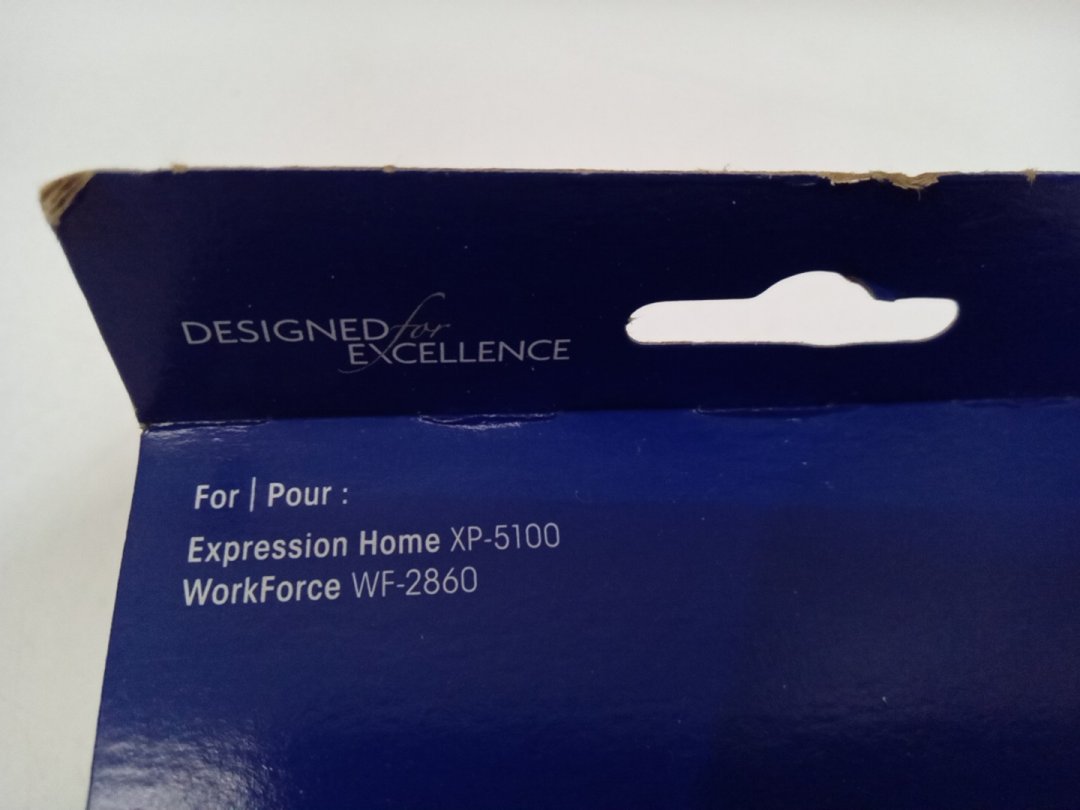 DESIGNED for
EXCELLENCE
For | Pour :
Expression Home XP-5100
WorkForce WF-2860